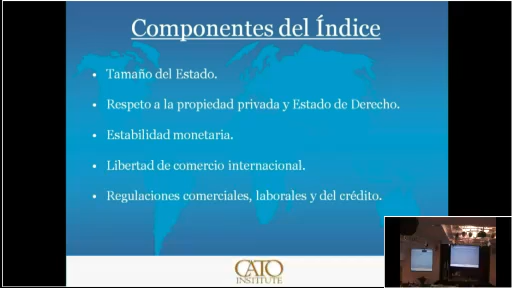 Componentes del Índice
• Tamaño del Estado.
• Respeto a la propiedad privada y Estado de Derecho.
• Estabilidad monetaria.
• Libertad de comercio internacional.
• Regulaciones comerciales, laborales y del crédito.
CATO
INSTITUTE